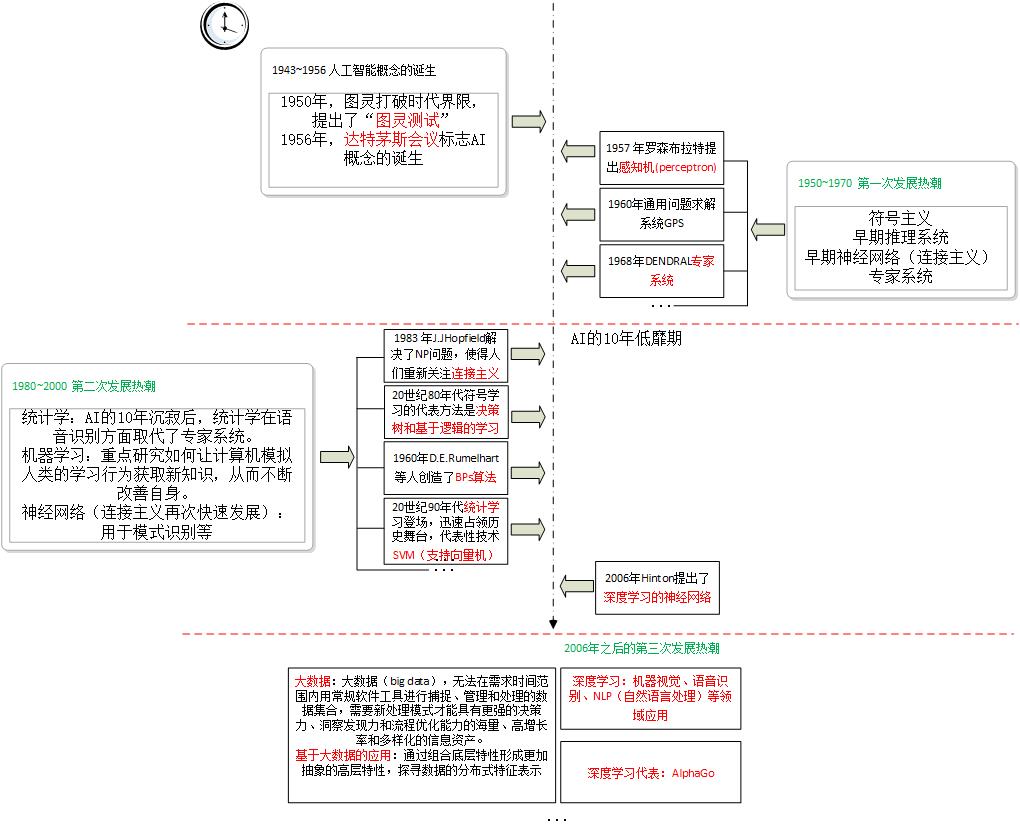 1943~1956 人工智能概念的诞生
1950年，图灵打破时代界限，
提出了“图灵测试”
1956年，达特茅斯会议标志AI
概念的诞生
1957 年罗森布拉特提
出感知机(perceptron)
1960年通用问题求解
系统GPS
1968年DENDRAL专家
系统
...
1950~1970 第一次发展热潮
符号主义
早期推理系统
早期神经网络（连接主义）
专家系统
AI的10年低靡期
1980~2000 第二次发展热潮
统计学：AI的10年沉寂后，统计学在语
音识别方面取代了专家系统。
机器学习：重点研究如何让计算机模拟
人类的学习行为获取新知识，从而不断
改善自身。
神经网络（连接主义再次快速发展）：
用于模式识别等
1983 年J.JHopfield解
决了NP问题，使得人
们重新关注连接主义
20世纪80年代符号学
习的代表方法是决策
树和基于逻辑的学习
1960年D.E.Rumelhart
等人创造了BPs算法
20世纪90年代统计学
习登场，迅速占领历
史舞台，代表性技术
SVM（支持向量机）
...
2006年Hinton提出了
深度学习的神经网络
2006年之后的第三次发展热潮
大数据：大数据（big data），无法在需求时间范
围内用常规软件工具进行捕捉、管理和处理的数
据集合，需要新处理模式才能具有更强的决策
力、洞察发现力和流程优化能力的海量、高增长
率和多样化的信息资产。
基于大数据的应用：通过组合底层特性形成更加
抽象的高层特性，探寻数据的分布式特征表示
深度学习：机器视觉、语音识
别、NLP（自然语言处理）等领
域应用
深度学习代表：AlphaGo
...